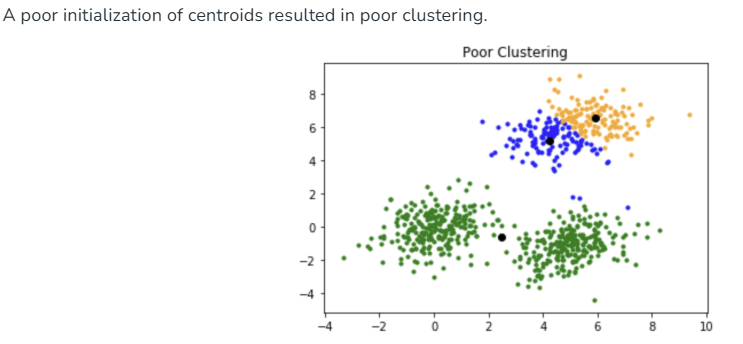 A poor initialization of centroids resulted in poor clustering.
Poor Clustering
8
6
4
2
0
−2
−4
−4 −2 0 2 4 6 8 10